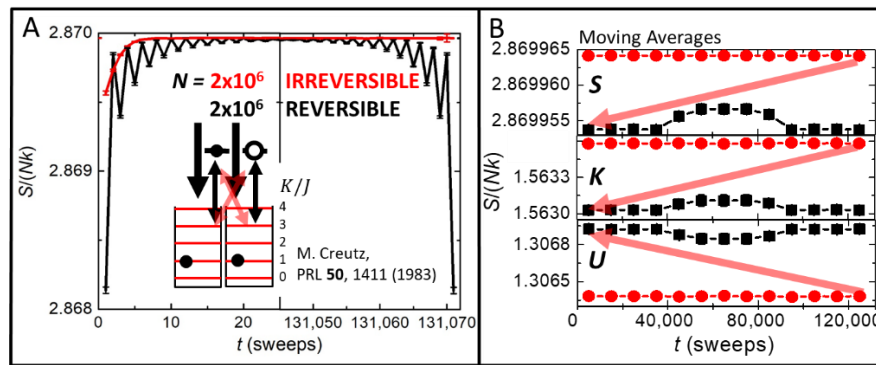 A
2.870
2.869
2.868
S/(Nk)
N = 2x10⁶ IRREVERSIBLE
2x10⁶ REVERSIBLE
K/J
4
3
2
1
0
M. Creutz,
PRL 50, 1411 (1983)
0 10 20 131,050 131,060 131,070
t (sweeps)
B
Moving Averages
2.869965
2.869960
2.869955
S
S/(Nk)
1.5633
1.5630
K
1.3068
1.3065
U
0 40,000 80,000 120,000
t (sweeps)